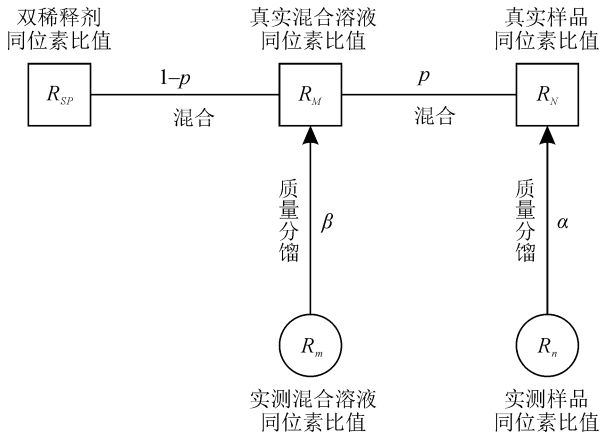 双稀释剂
同位素比值
真实混合溶液
同位素比值
真实样品
同位素比值
R_SP
1–p
混合
R_M
p
混合
R_N
质量分馏
β
质量分馏
α
R_m
R_n
实测混合溶液
同位素比值
实测样品
同位素比值